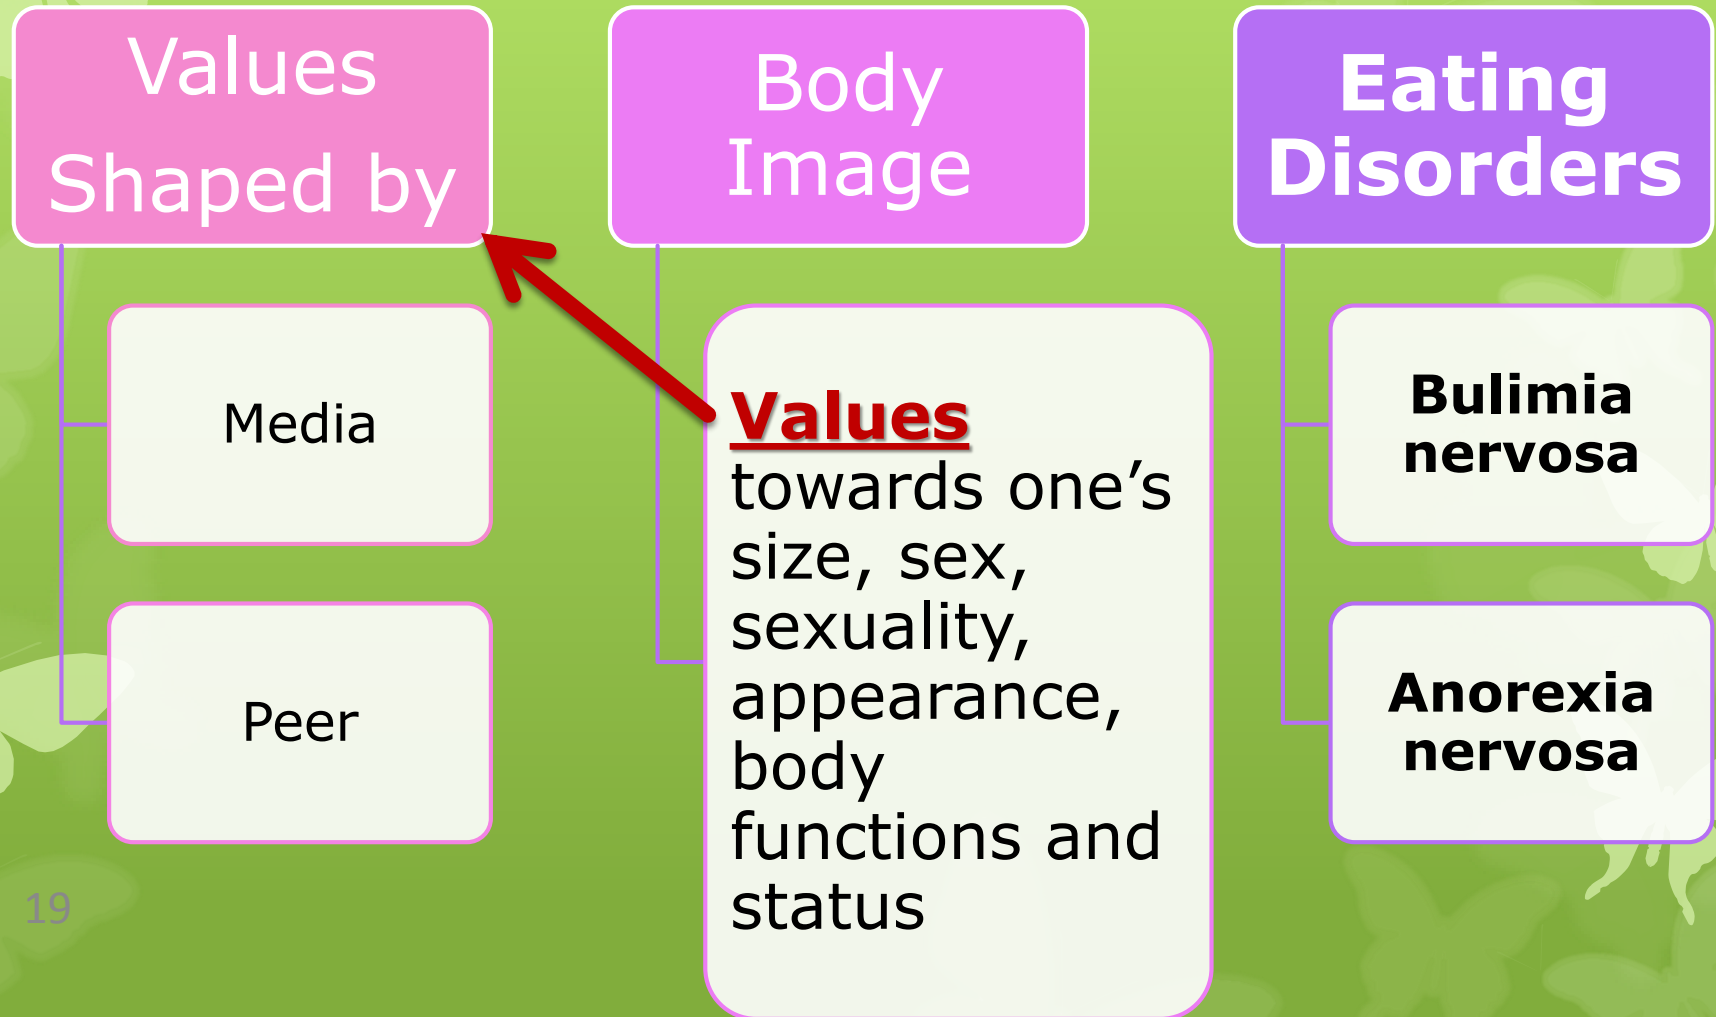 Values
Shaped by
Media
Peer
Body
Image
Values
towards one’s
size, sex,
sexuality,
appearance,
body
functions and
status
Eating
Disorders
Bulimia
nervosa
Anorexia
nervosa
19